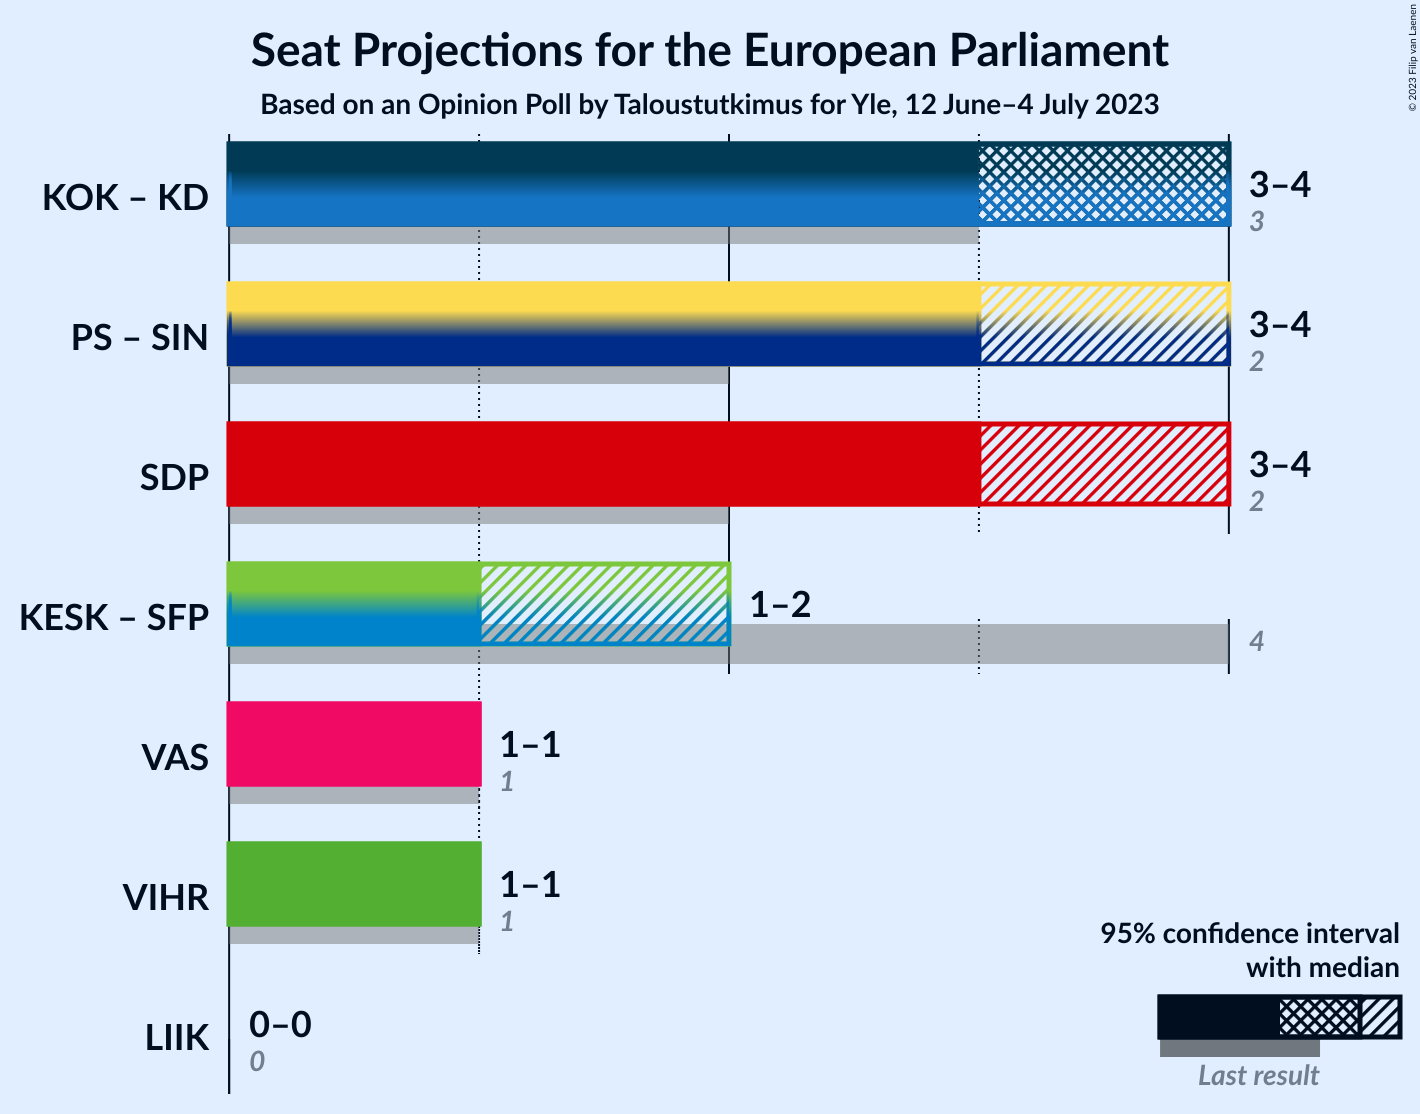 Seat Projections for the European Parliament
Based on an Opinion Poll by Taloustutkimus for Yle, 12 June–4 July 2023
© 2023 Filip van Laenen
KOK – KD
3–4
3
PS – SIN
3–4
2
SDP
3–4
2
KESK – SFP
1–2
4
VAS
1–1
1
VIHR
1–1
1
LIIK
0–0
0
95% confidence interval
with median
Last result